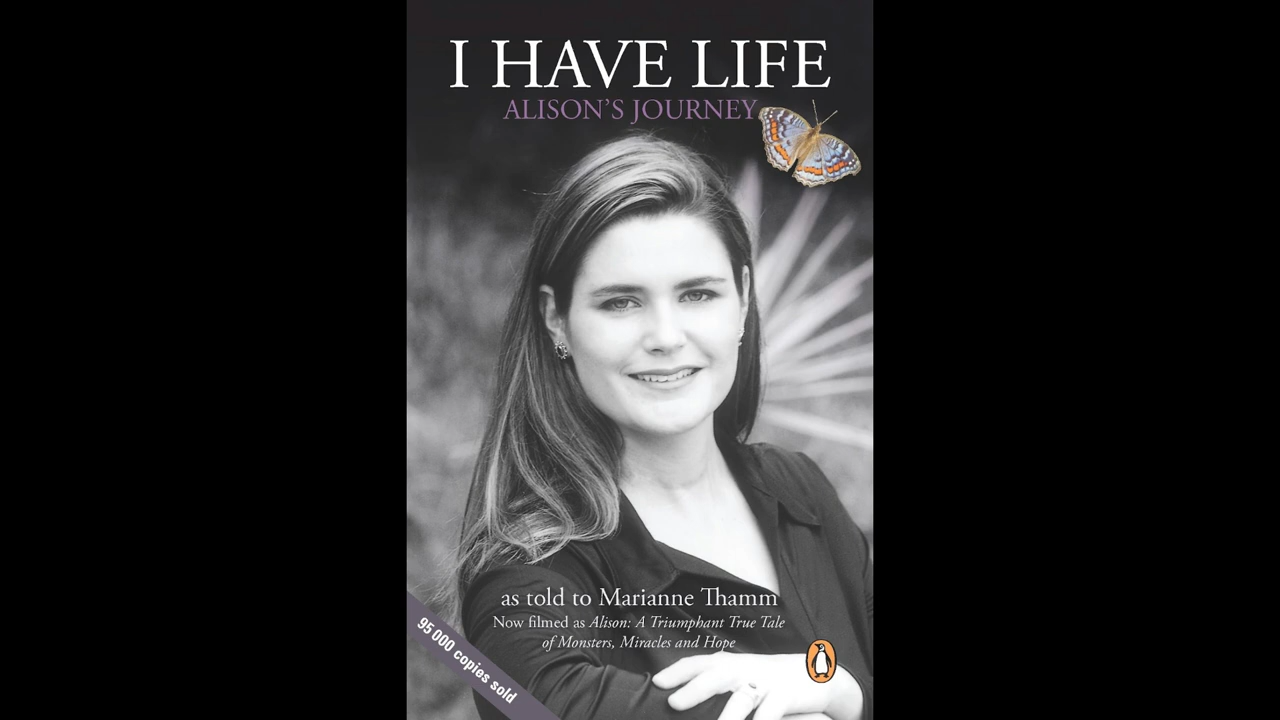 I HAVE LIFE
ALISON’S JOURNEY
as told to Marianne Thamm
Now filmed as Alison: A Triumphant True Tale
of Monsters, Miracles and Hope
95 000 copies sold